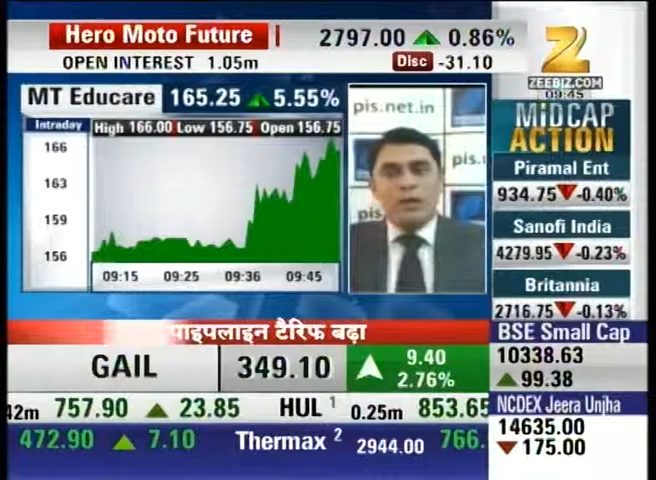 Hero Moto Future
2797.00 0.86%
OPEN INTEREST 1.05m
Disc -31.10
ZEEBIZ.COM
09:45
MT Educare 165.25 5.55%
Intraday High 166.00 Low 156.75 Open 156.75
166
163
159
156
09:15 09:25 09:36 09:45
pis.net.in
pis.
pis
MiDCAP
ACTION
Piramal Ent
934.75 -0.40%
Sanofi India
4279.95 -0.23%
Britannia
2716.75 -0.13%
पाइपलाइन टैरिफ बढ़ा
GAIL 349.10 9.40
2.76%
BSE Small Cap
10338.63
99.38
42m 757.90 23.85 HUL 1 0.25m 853.65
472.90 7.10 Thermax 2 2944.00 766.
NCDEX Jeera Unjha
14635.00
175.00